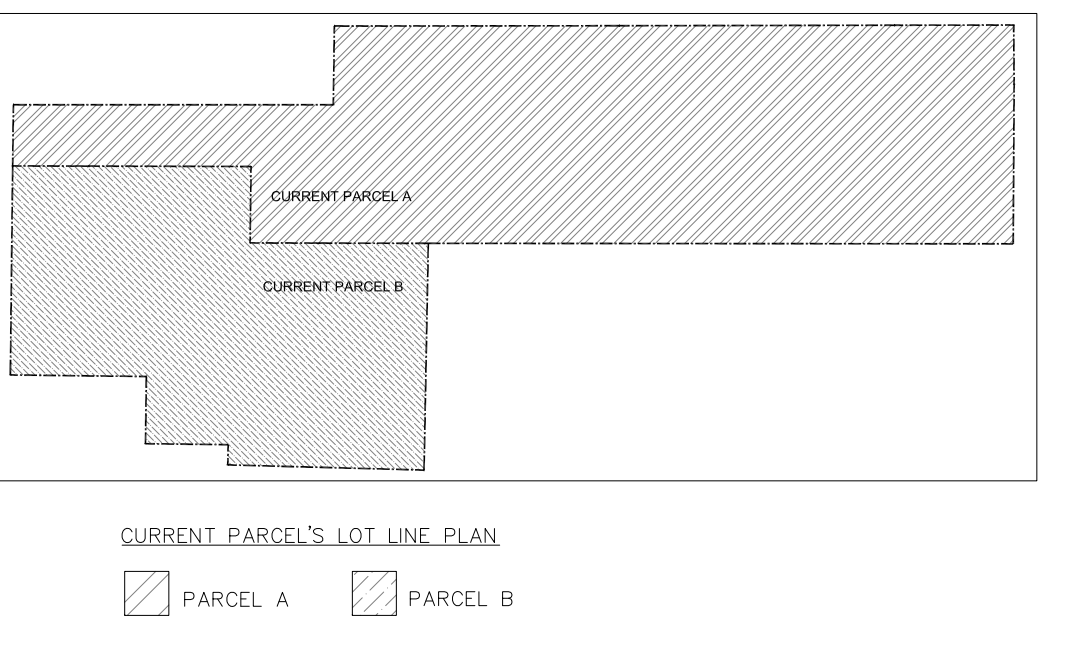 CURRENT PARCEL A
CURRENT PARCEL B
CURRENT PARCEL'S LOT LINE PLAN
PARCEL A
PARCEL B